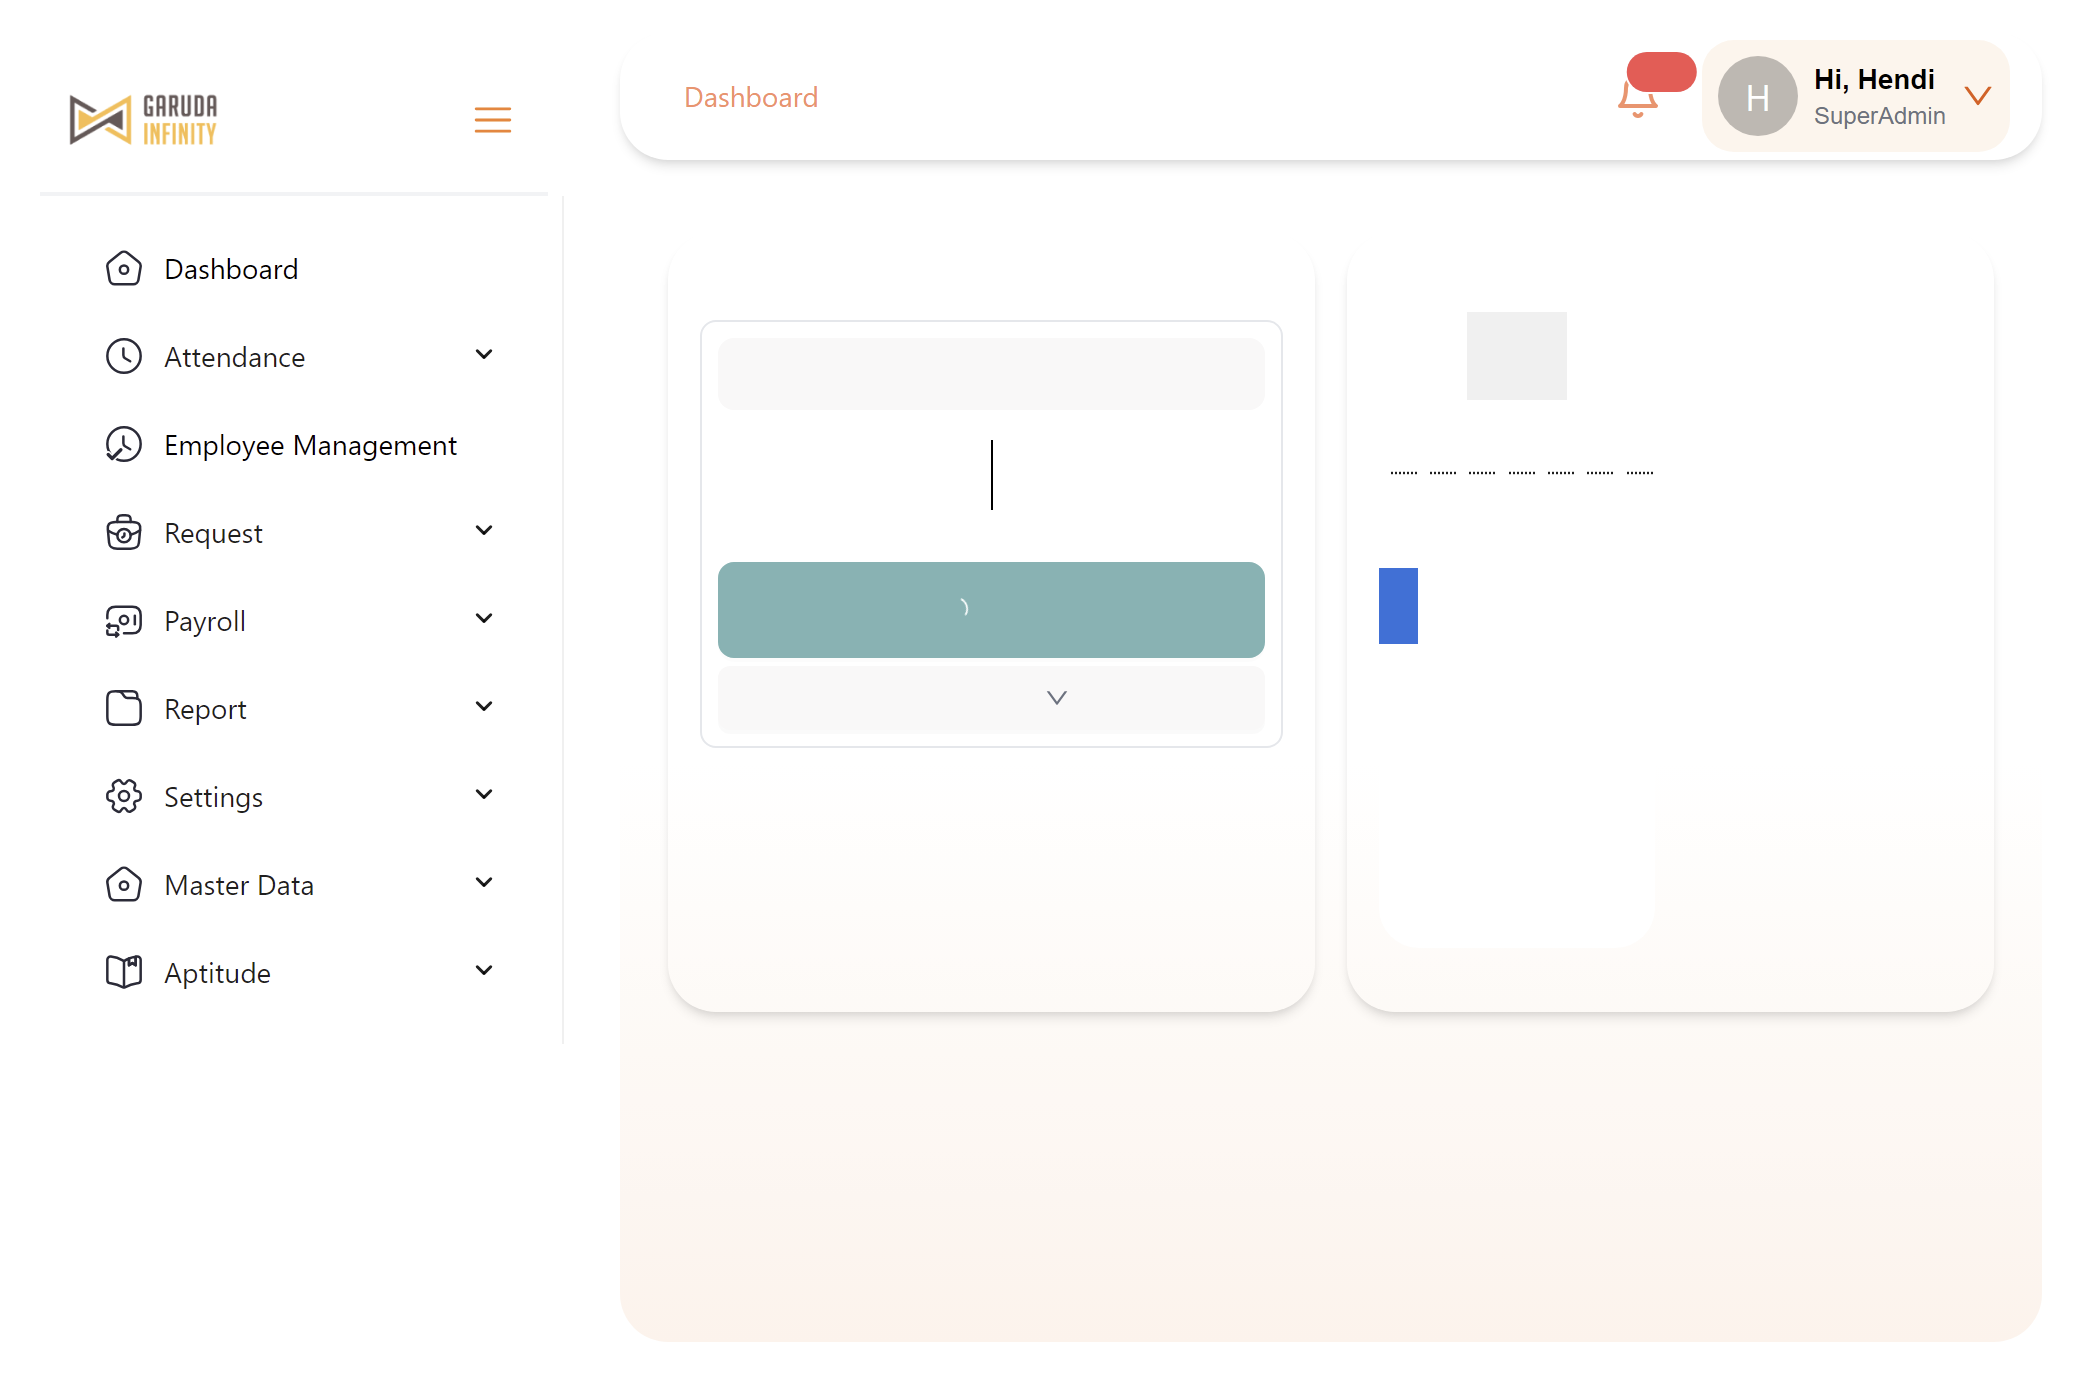 GARUDA
INFINITY
Dashboard
H
Hi, Hendi
SuperAdmin
Dashboard
Attendance
Employee Management
Request
Payroll
Report
Settings
Master Data
Aptitude